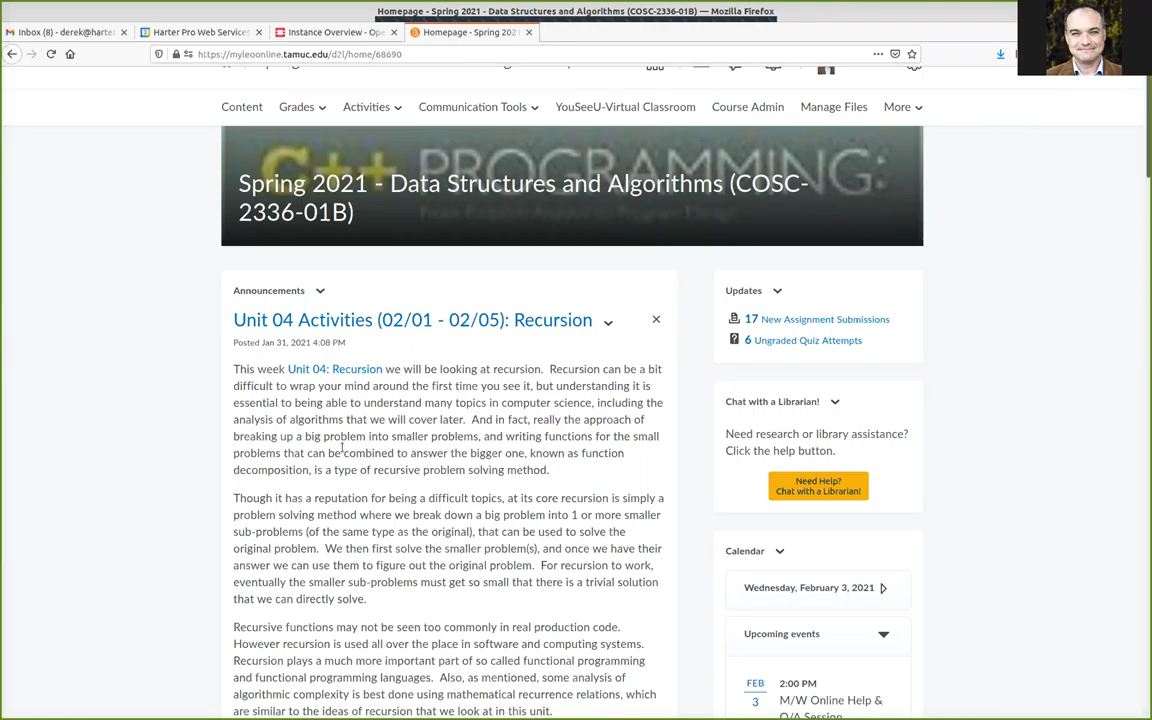 Homepage - Spring 2021 - Data Structures and Algorithms (COSC-2336-01B) — Mozilla Firefox
Inbox (8) - derek@harter
Harter Pro Web Services
Instance Overview - Ope
Homepage - Spring 2021
https://myleoonline.tamuc.edu/d2l/home/68690
Content Grades Activities Communication Tools YouSeeU-Virtual Classroom Course Admin Manage Files More
C++ PROGRAMMING:
Spring 2021 - Data Structures and Algorithms (COSC-
2336-01B)
Announcements
Unit 04 Activities (02/01 - 02/05): Recursion
Posted Jan 31, 2021 4:08 PM
This week Unit 04: Recursion we will be looking at recursion. Recursion can be a bit
difficult to wrap your mind around the first time you see it, but understanding it is
essential to being able to understand many topics in computer science, including the
analysis of algorithms that we will cover later. And in fact, really the approach of
breaking up a big problem into smaller problems, and writing functions for the small
problems that can be combined to answer the bigger one, known as function
decomposition, is a type of recursive problem solving method.
Though it has a reputation for being a difficult topics, at its core recursion is simply a
problem solving method where we break down a big problem into 1 or more smaller
sub-problems (of the same type as the original), that can be used to solve the
original problem. We then first solve the smaller problem(s), and once we have their
answer we can use them to figure out the original problem. For recursion to work,
eventually the smaller sub-problems must get so small that there is a trivial solution
that we can directly solve.
Recursive functions may not be seen too commonly in real production code.
However recursion is used all over the place in software and computing systems.
Recursion plays a much more important part of so called functional programming
and functional programming languages. Also, as mentioned, some analysis of
algorithmic complexity is best done using mathematical recurrence relations, which
are similar to the ideas of recursion that we look at in this unit.
Updates
17 New Assignment Submissions
6 Ungraded Quiz Attempts
Chat with a Librarian!
Need research or library assistance?
Click the help button.
Need Help?
Chat with a Librarian!
Calendar
Wednesday, February 3, 2021
Upcoming events
FEB
3
2:00 PM
M/W Online Help &
Q/A Session